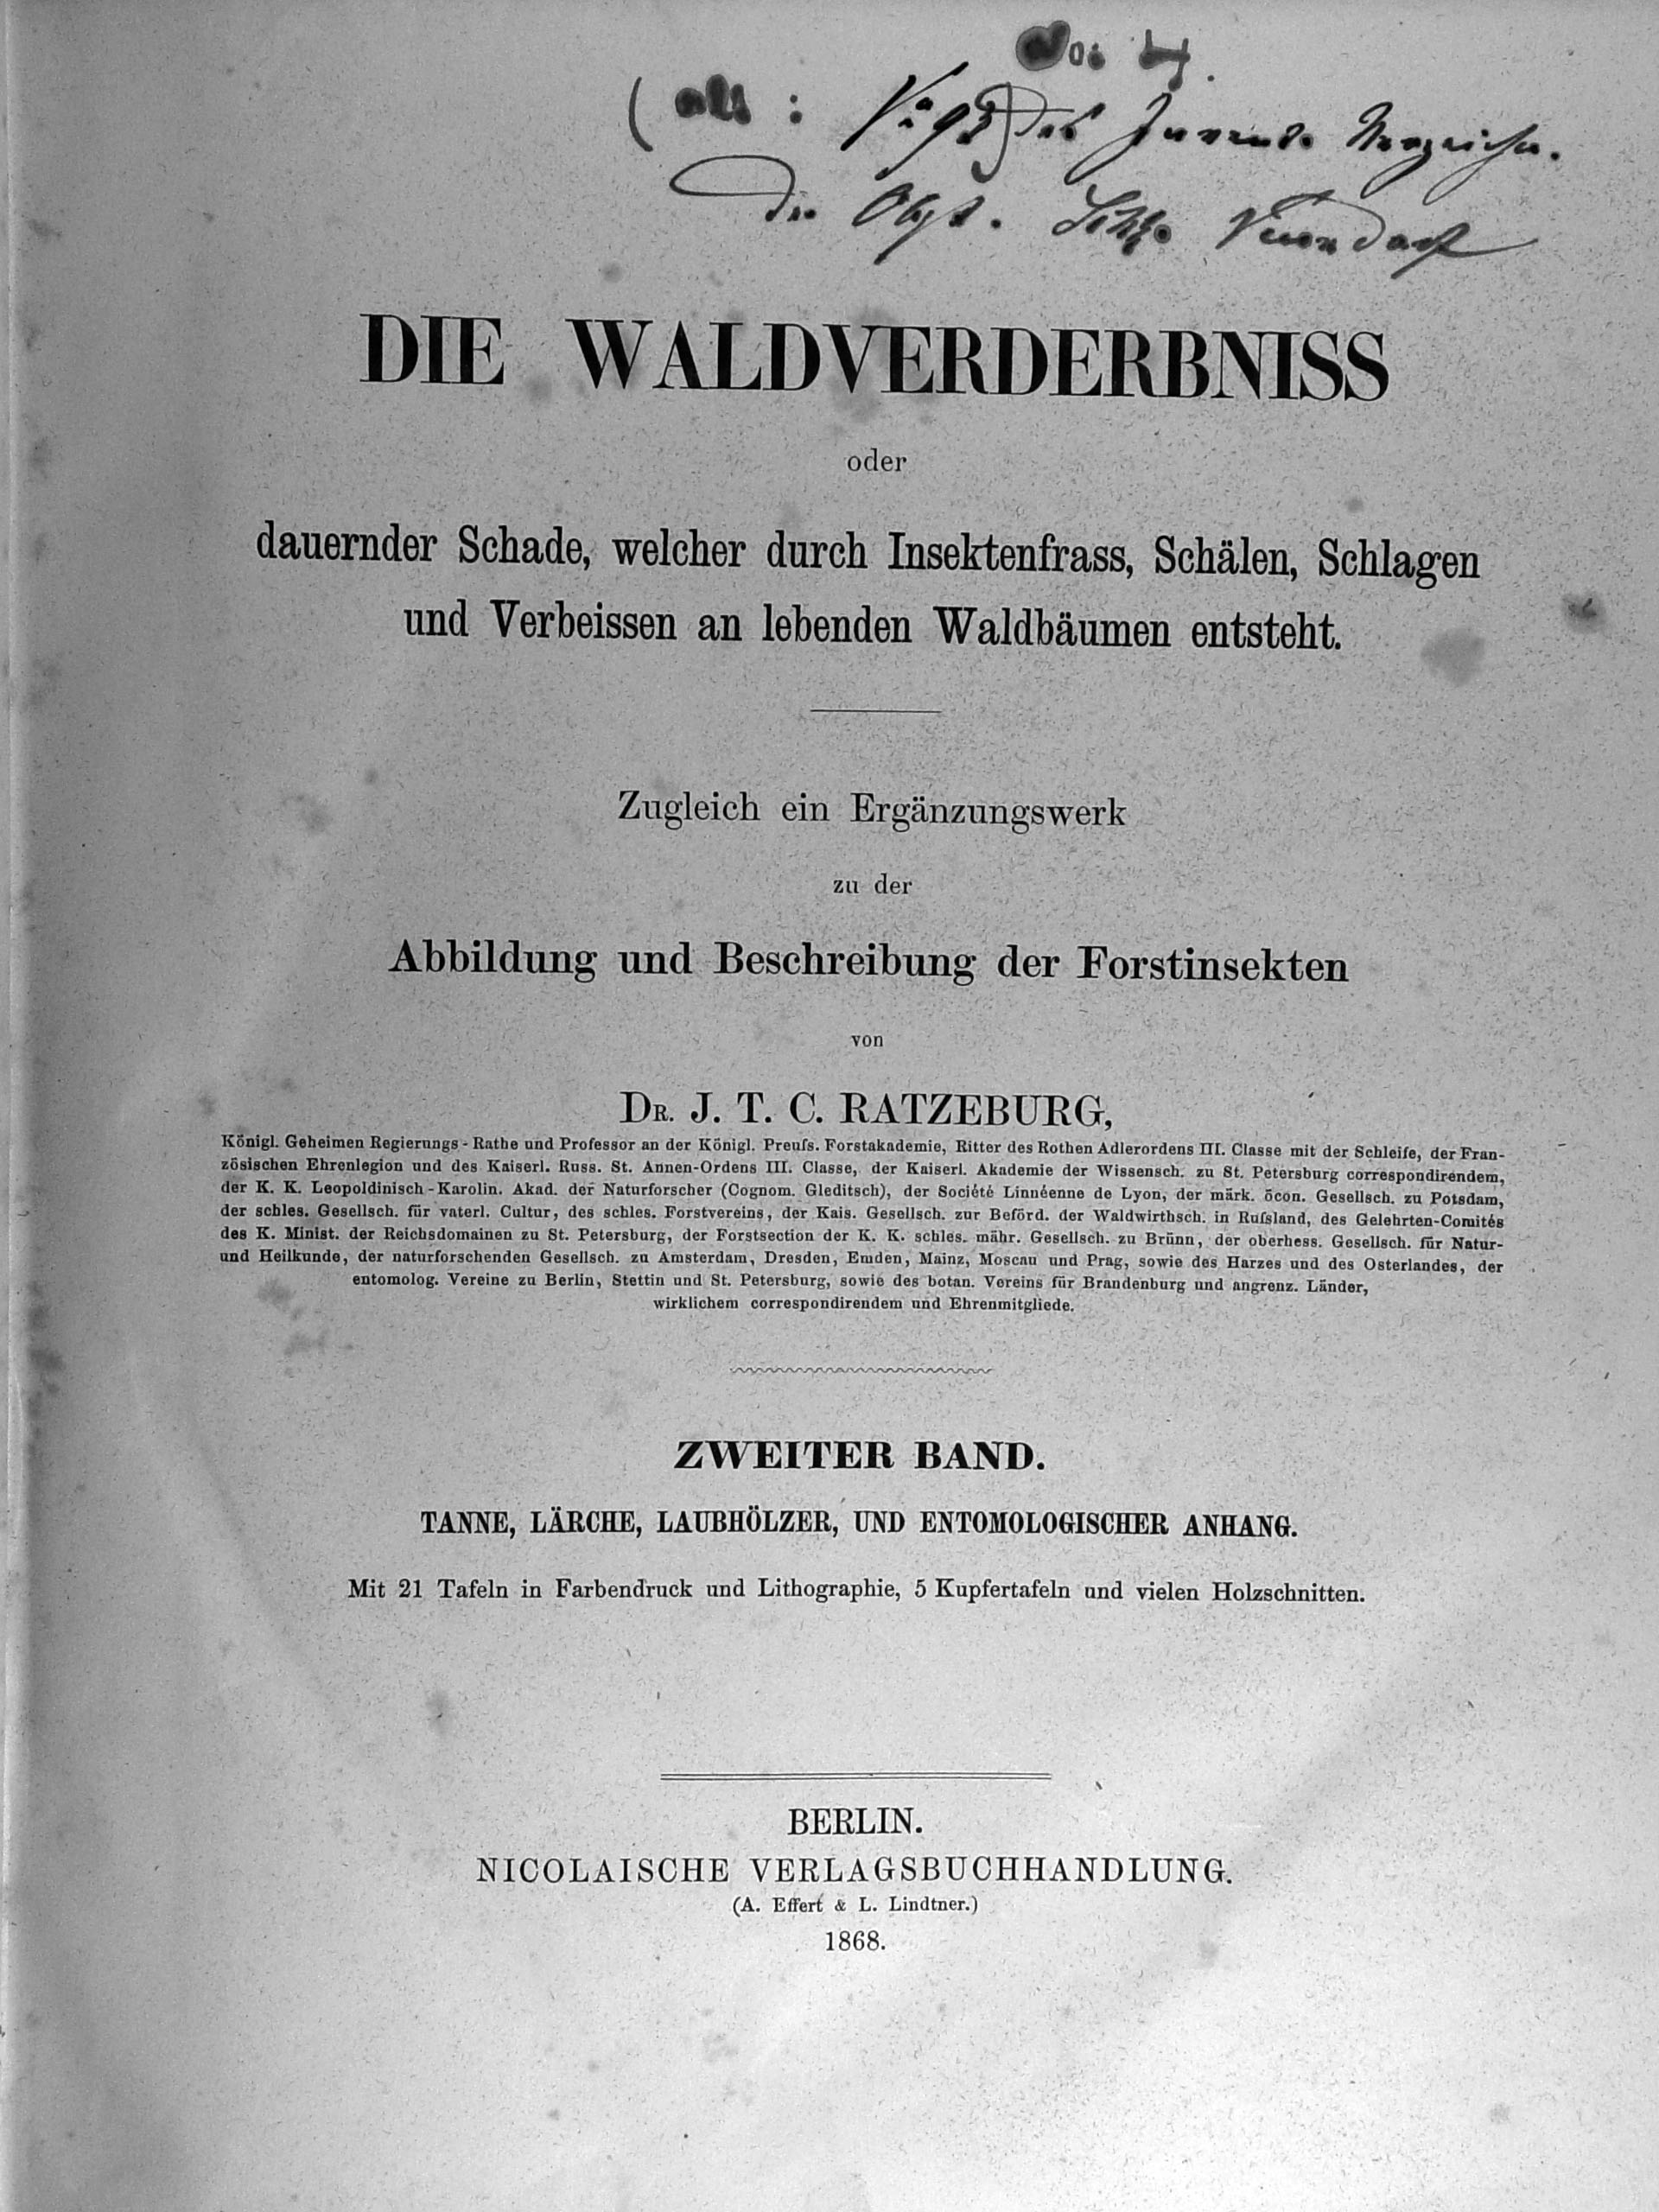 DIE WALDVERDERBNISS
oder
dauernder Schade, welcher durch Insektenfrass, Schälen, Schlagen
und Verbeissen an lebenden Waldbäumen entsteht.
Zugleich ein Ergänzungswerk
zu der
Abbildung und Beschreibung der Forstinsekten
von
DR. J. T. C. RATZEBURG,
Königl. Geheimen Regierungs-Rathe und Professor an der Königl. Preuſs. Forstakademie, Ritter des Rothen Adlerordens III. Classe mit der Schleife, der Fran-
zösischen Ehrenlegion und des Kaiserl. Russ. St. Annen-Ordens III. Classe, der Kaiserl. Akademie der Wissensch. zu St. Petersburg correspondirendem,
der K. K. Leopoldinisch-Karolin. Akad. der Naturforscher (Cognom. Gleditsch), der Société Linnéenne de Lyon, der märk. öcon. Gesellsch. zu Potsdam,
der schles. Gesellsch. für vaterl. Cultur, des schles. Forstvereins, der Kais. Gesellsch. zur Beförd. der Waldwirthsch. in Ruſsland, des Gelehrten-Comités
des K. Minist. der Reichsdomainen zu St. Petersburg, der Forstsection der K. K. schles. mähr. Gesellsch. zu Brünn, der oberhess. Gesellsch. für Natur-
und Heilkunde, der naturforschenden Gesellsch. zu Amsterdam, Dresden, Emden, Mainz, Moscau und Prag, sowie des Harzes und des Osterlandes, der
entomolog. Vereine zu Berlin, Stettin und St. Petersburg, sowie des botan. Vereins für Brandenburg und angrenz. Länder,
wirklichem correspondirendem und Ehrenmitgliede.
ZWEITER BAND.
TANNE, LÄRCHE, LAUBHÖLZER, UND ENTOMOLOGISCHER ANHANG.
Mit 21 Tafeln in Farbendruck und Lithographie, 5 Kupfertafeln und vielen Holzschnitten.
BERLIN.
NICOLAISCHE VERLAGSBUCHHANDLUNG.
(A. Effert & L. Lindtner.)
1868.